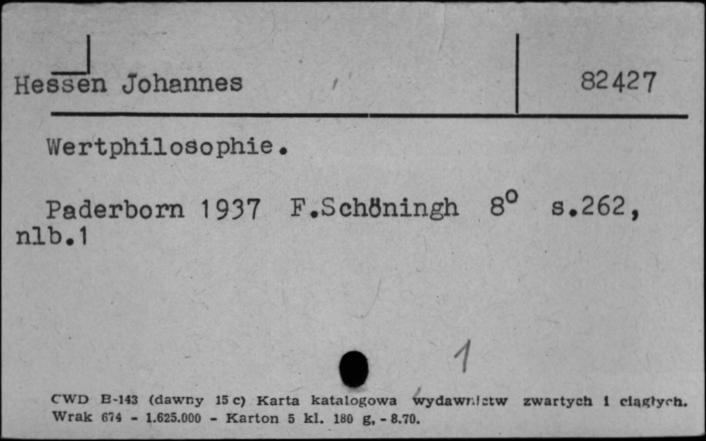 Hessen Johannes 82427
Wertphilosophie.
Paderborn 1937 F.Schöningh 8° s.262,
nlb.1
1
CWD B-143 (dawny 15 c) Karta katalogowa wydawnictw zwartych i ciągłych.
Wrak 674 - 1.625.000 - Karton 5 kl. 180 g, - 8.70.